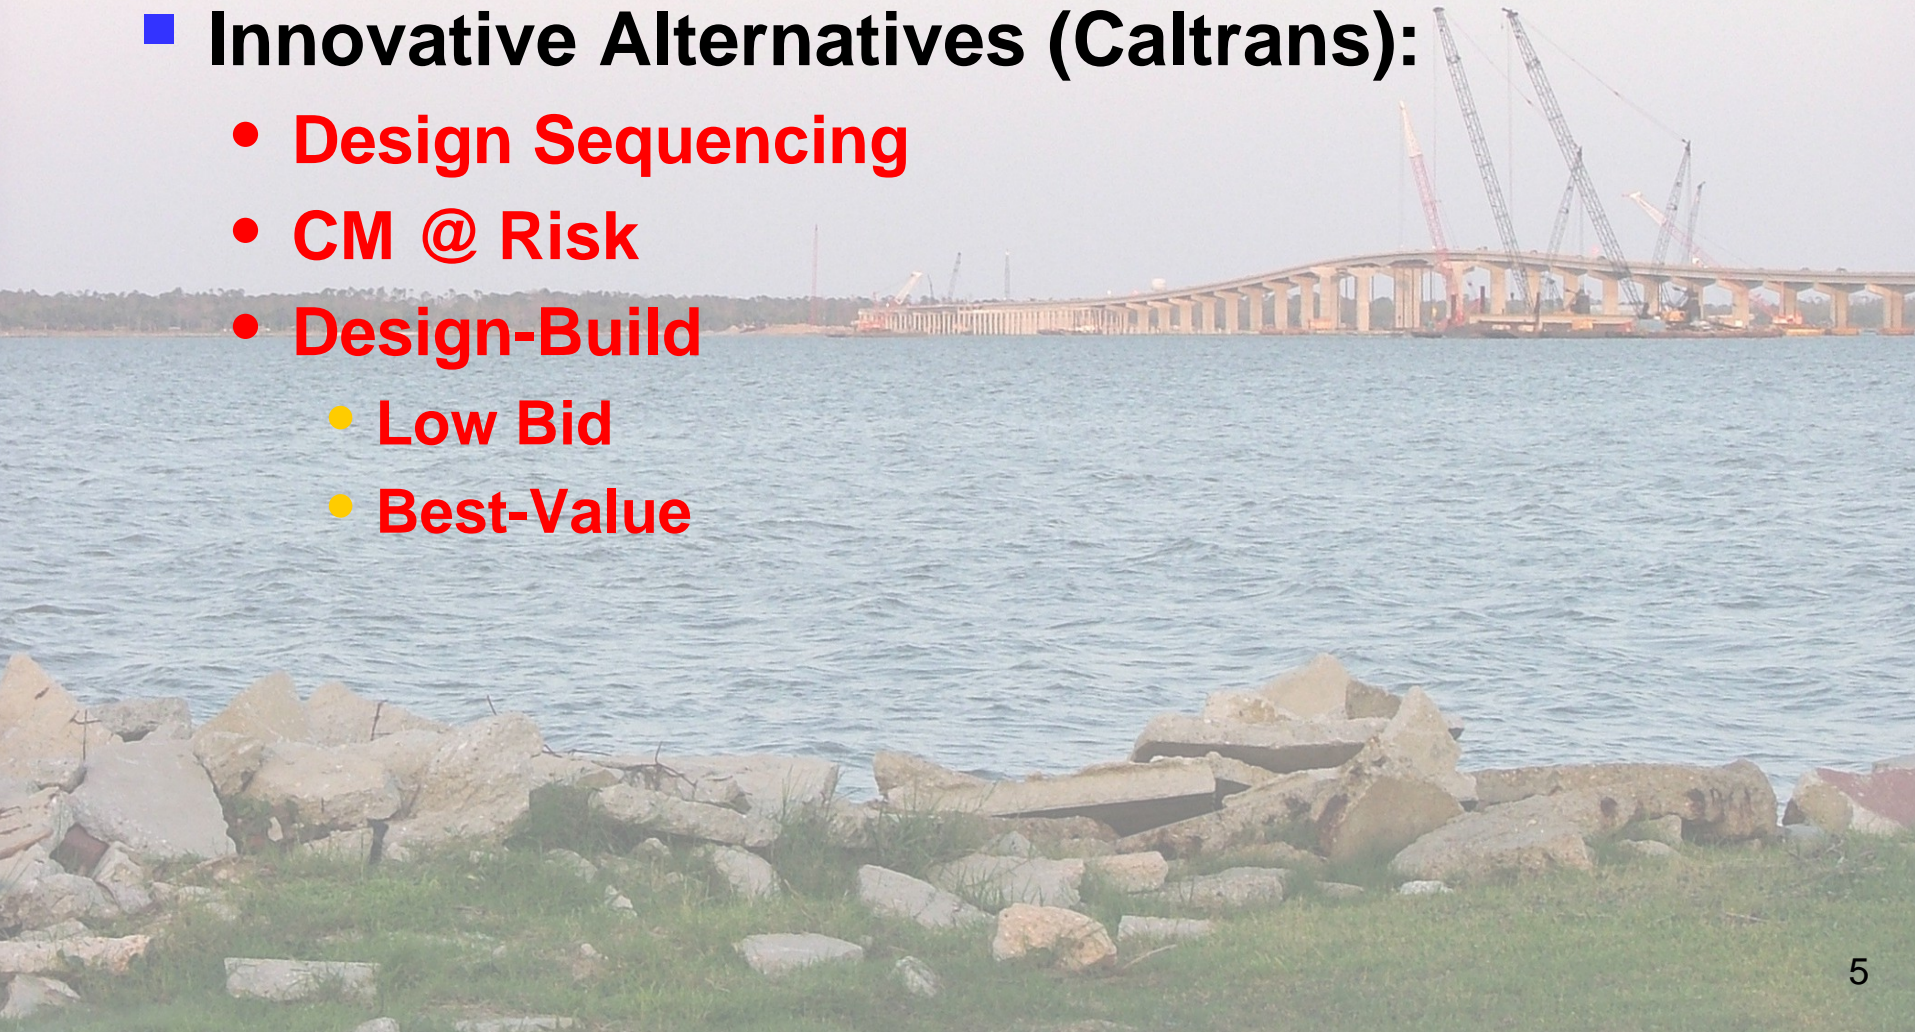 Innovative Alternatives (Caltrans):
Design Sequencing
CM @ Risk
Design-Build
Low Bid
Best-Value
5